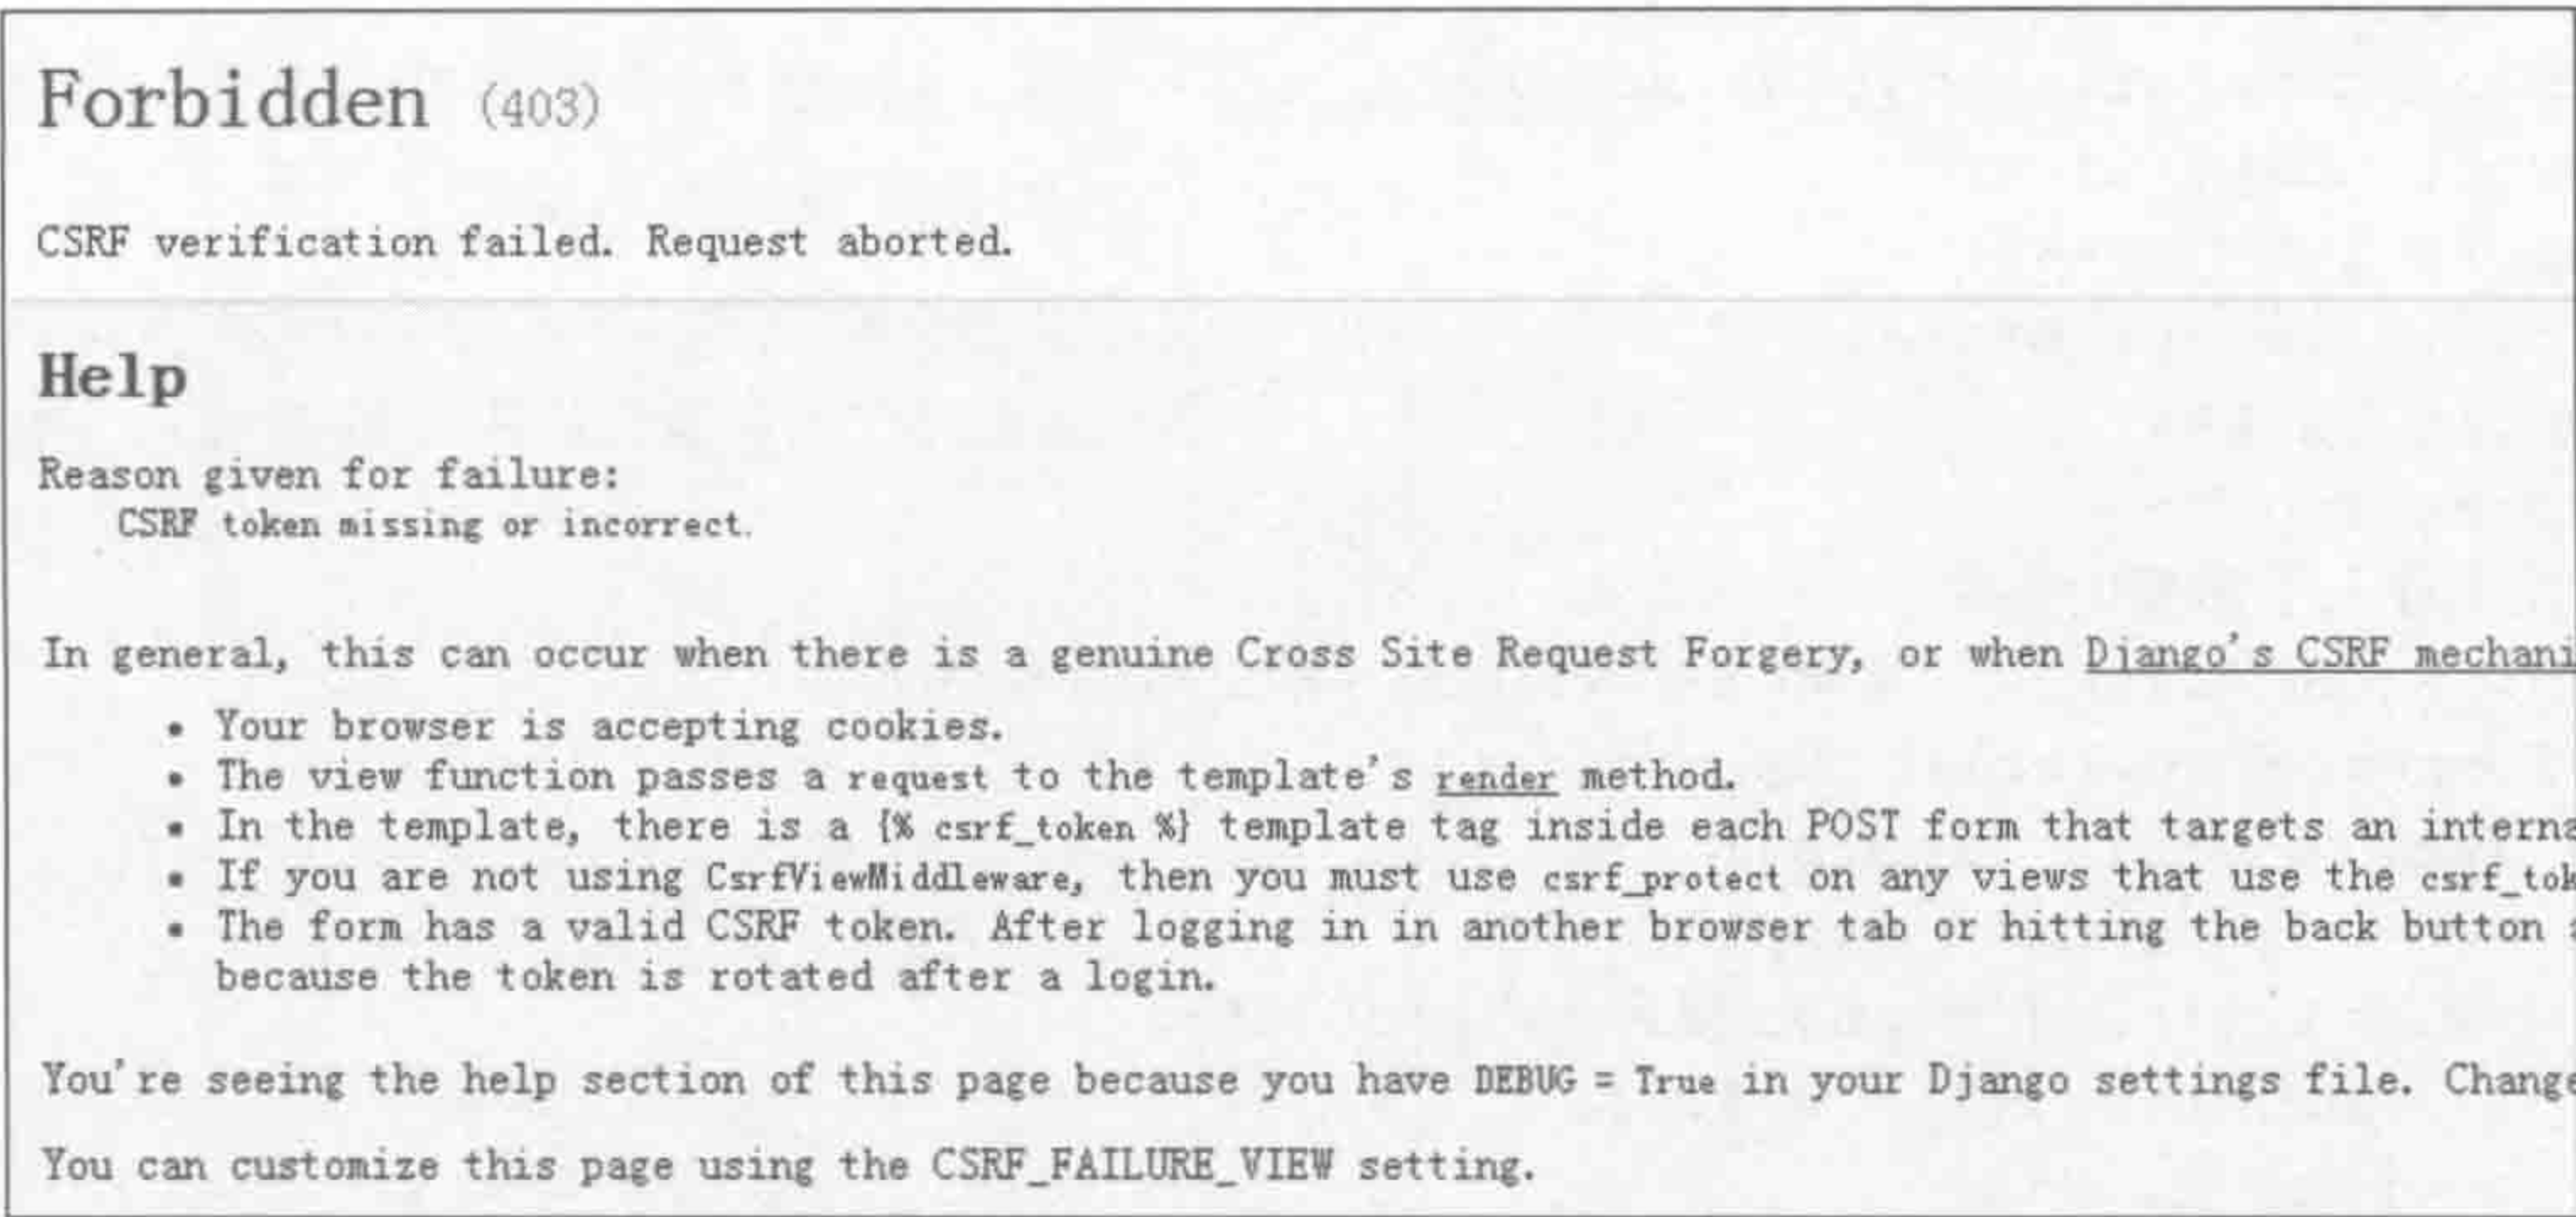 Forbidden (403)
CSRF verification failed. Request aborted.
Help
Reason given for failure:
CSRF token missing or incorrect.
In general, this can occur when there is a genuine Cross Site Request Forgery, or when Django's CSRF mechani
• Your browser is accepting cookies.
• The view function passes a request to the template's render method.
• In the template, there is a {% csrf_token %} template tag inside each POST form that targets an interna
• If you are not using CsrfViewMiddleware, then you must use csrf_protect on any views that use the csrf_tok
• The form has a valid CSRF token. After logging in in another browser tab or hitting the back button a
because the token is rotated after a login.
You're seeing the help section of this page because you have DEBUG = True in your Django settings file. Change
You can customize this page using the CSRF_FAILURE_VIEW setting.